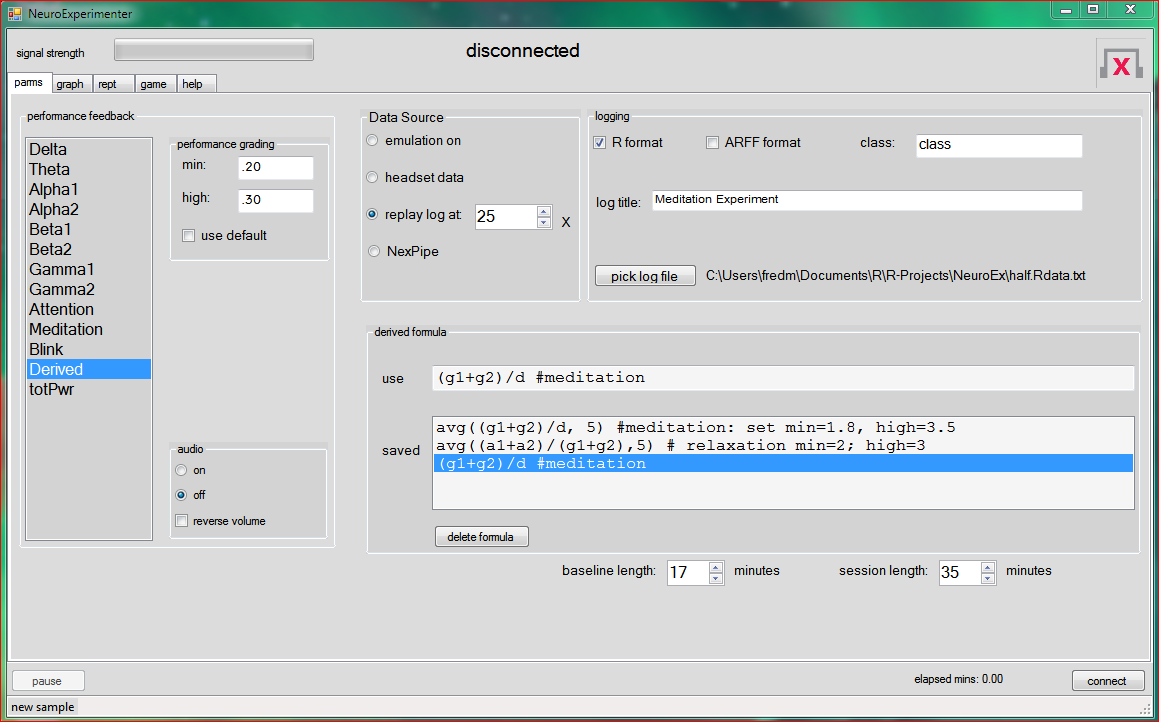 NeuroExperimenter
signal strength
disconnected
X
parms graph rept game help
performance feedback
Delta
Theta
Alpha1
Alpha2
Beta1
Beta2
Gamma1
Gamma2
Attention
Meditation
Blink
Derived
totPwr
performance grading
min: .20
high: .30
use default
audio
on
off
reverse volume
Data Source
emulation on
headset data
replay log at: 25 X
NexPipe
logging
R format ARFF format class: class
log title: Meditation Experiment
pick log file C:\Users\fredm\Documents\R\R-Projects\NeuroEx\half.Rdata.txt
derived formula
use (g1+g2)/d #meditation
saved
avg((g1+g2)/d, 5) #meditation: set min=1.8, high=3.5
avg((a1+a2)/(g1+g2),5) # relaxation min=2; high=3
(g1+g2)/d #meditation
delete formula
baseline length: 17 minutes session length: 35 minutes
pause elapsed mins: 0.00 connect
new sample